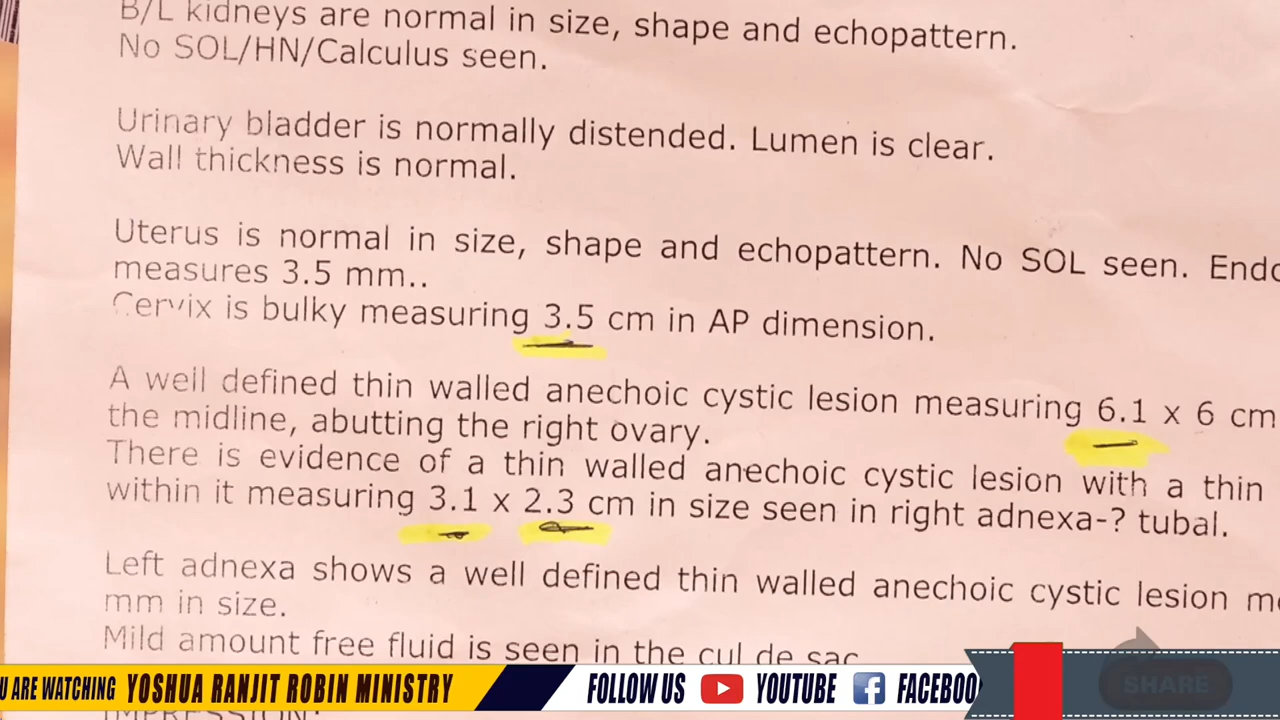 B/L kidneys are normal in size, shape and echopattern.
No SOL/HN/Calculus seen.
Urinary bladder is normally distended. Lumen is clear.
Wall thickness is normal.
Uterus is normal in size, shape and echopattern. No SOL seen. Endo
measures 3.5 mm..
Cervix is bulky measuring 3.5 cm in AP dimension.
A well defined thin walled anechoic cystic lesion measuring 6.1 x 6 cm
the midline, abutting the right ovary.
There is evidence of a thin walled anechoic cystic lesion with a thin
within it measuring 3.1 x 2.3 cm in size seen in right adnexa-? tubal.
Left adnexa shows a well defined thin walled anechoic cystic lesion me
mm in size.
Mild amount free fluid is seen in the cul de sac
IMPRESSION:
U ARE WATCHING YOSHUA RANJIT ROBIN MINISTRY FOLLOW US YOUTUBE FACEBOO
SHARE